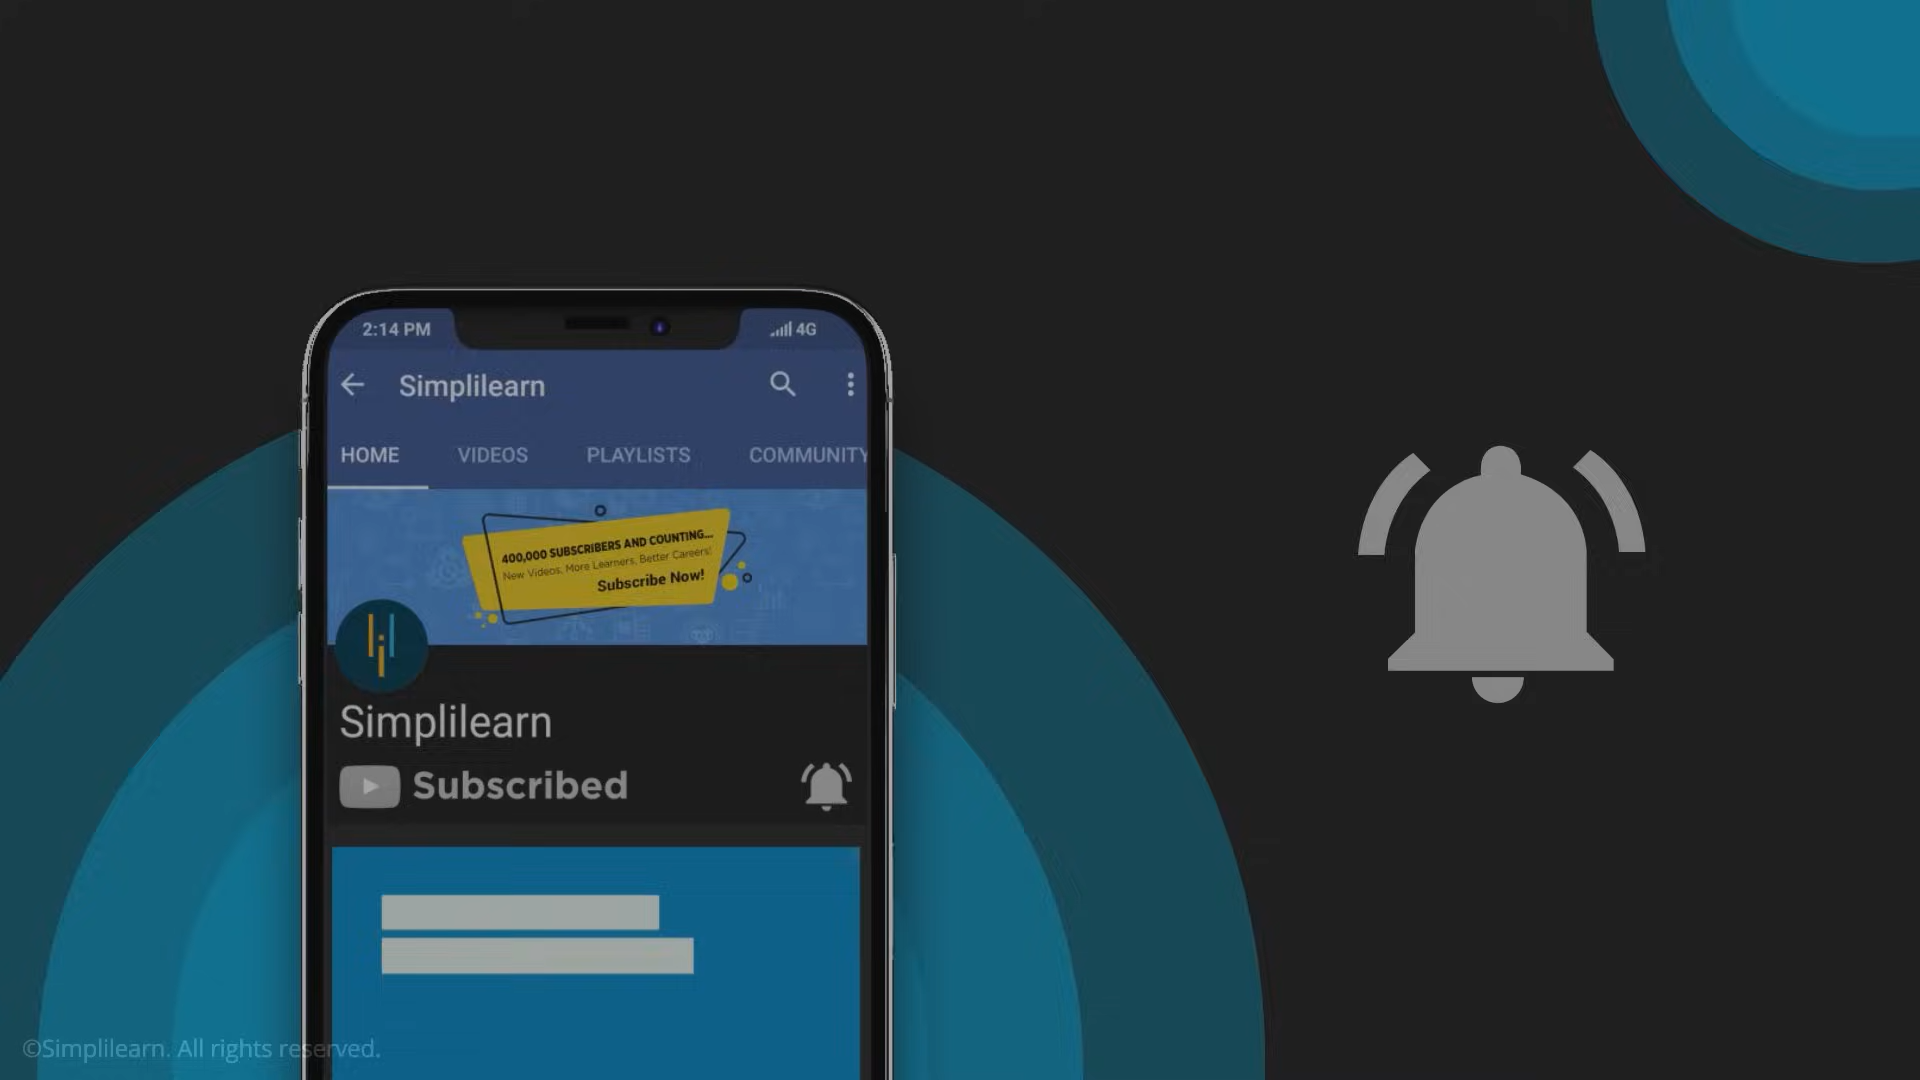 2:14 PM
4G
Simplilearn
HOME VIDEOS PLAYLISTS COMMUNITY
400,000 SUBSCRIBERS AND COUNTING...
New Videos, More Learners, Better Careers!
Subscribe Now!
Simplilearn
Subscribed
©Simplilearn. All rights reserved.